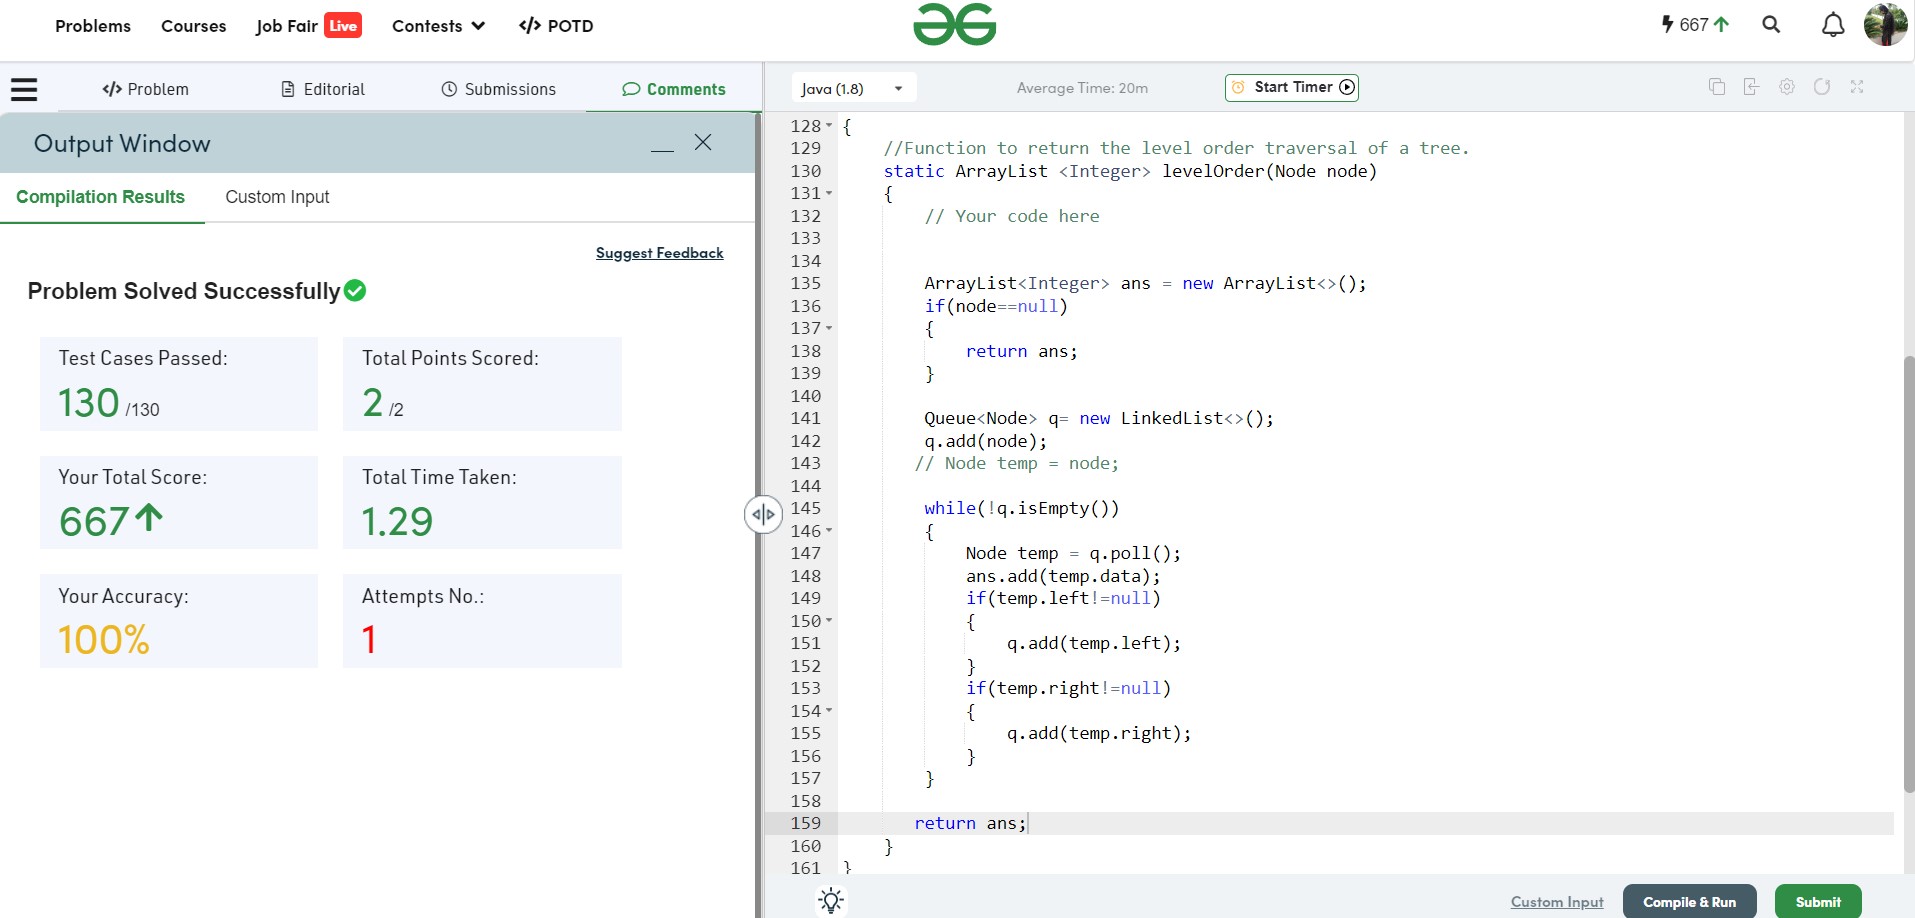 Problems Courses Job Fair Live Contests </> POTD 667
</> Problem Editorial Submissions Comments
Output Window
Compilation Results Custom Input
Suggest Feedback
Problem Solved Successfully
Test Cases Passed: Total Points Scored:
130 /130 2 /2
Your Total Score: Total Time Taken:
667 1.29
Your Accuracy: Attempts No.:
100% 1
Java (1.8) Average Time: 20m Start Timer
128 {
129 //Function to return the level order traversal of a tree.
130 static ArrayList <Integer> levelOrder(Node node)
131 {
132 // Your code here
133
134
135 ArrayList<Integer> ans = new ArrayList<>();
136 if(node==null)
137 {
138 return ans;
139 }
140
141 Queue<Node> q= new LinkedList<>();
142 q.add(node);
143 // Node temp = node;
144
145 while(!q.isEmpty())
146 {
147 Node temp = q.poll();
148 ans.add(temp.data);
149 if(temp.left!=null)
150 {
151 q.add(temp.left);
152 }
153 if(temp.right!=null)
154 {
155 q.add(temp.right);
156 }
157 }
158
159 return ans;
160 }
161 }
Custom Input Compile & Run Submit